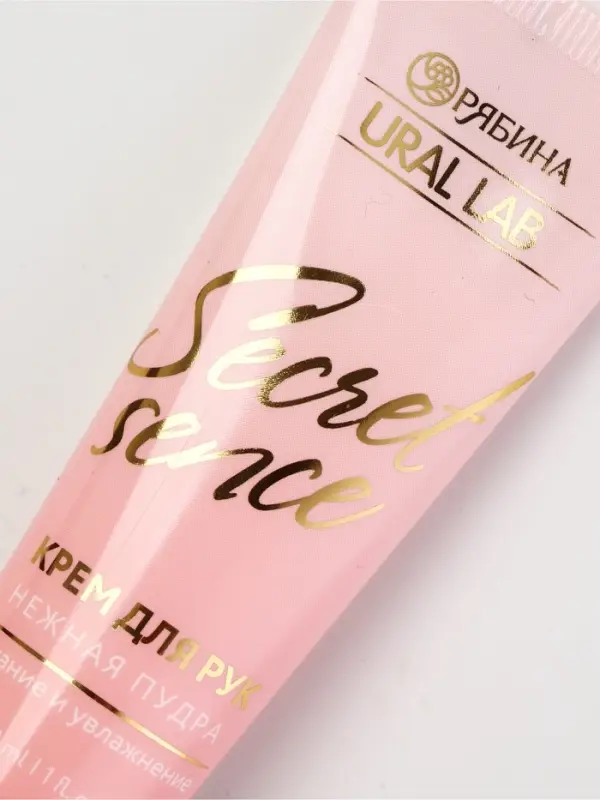 РЯБИНА
URAL LAB
Secret
sence
КРЕМ ДЛЯ РУК
НЕЖНАЯ ПУДРА
и увлажнение